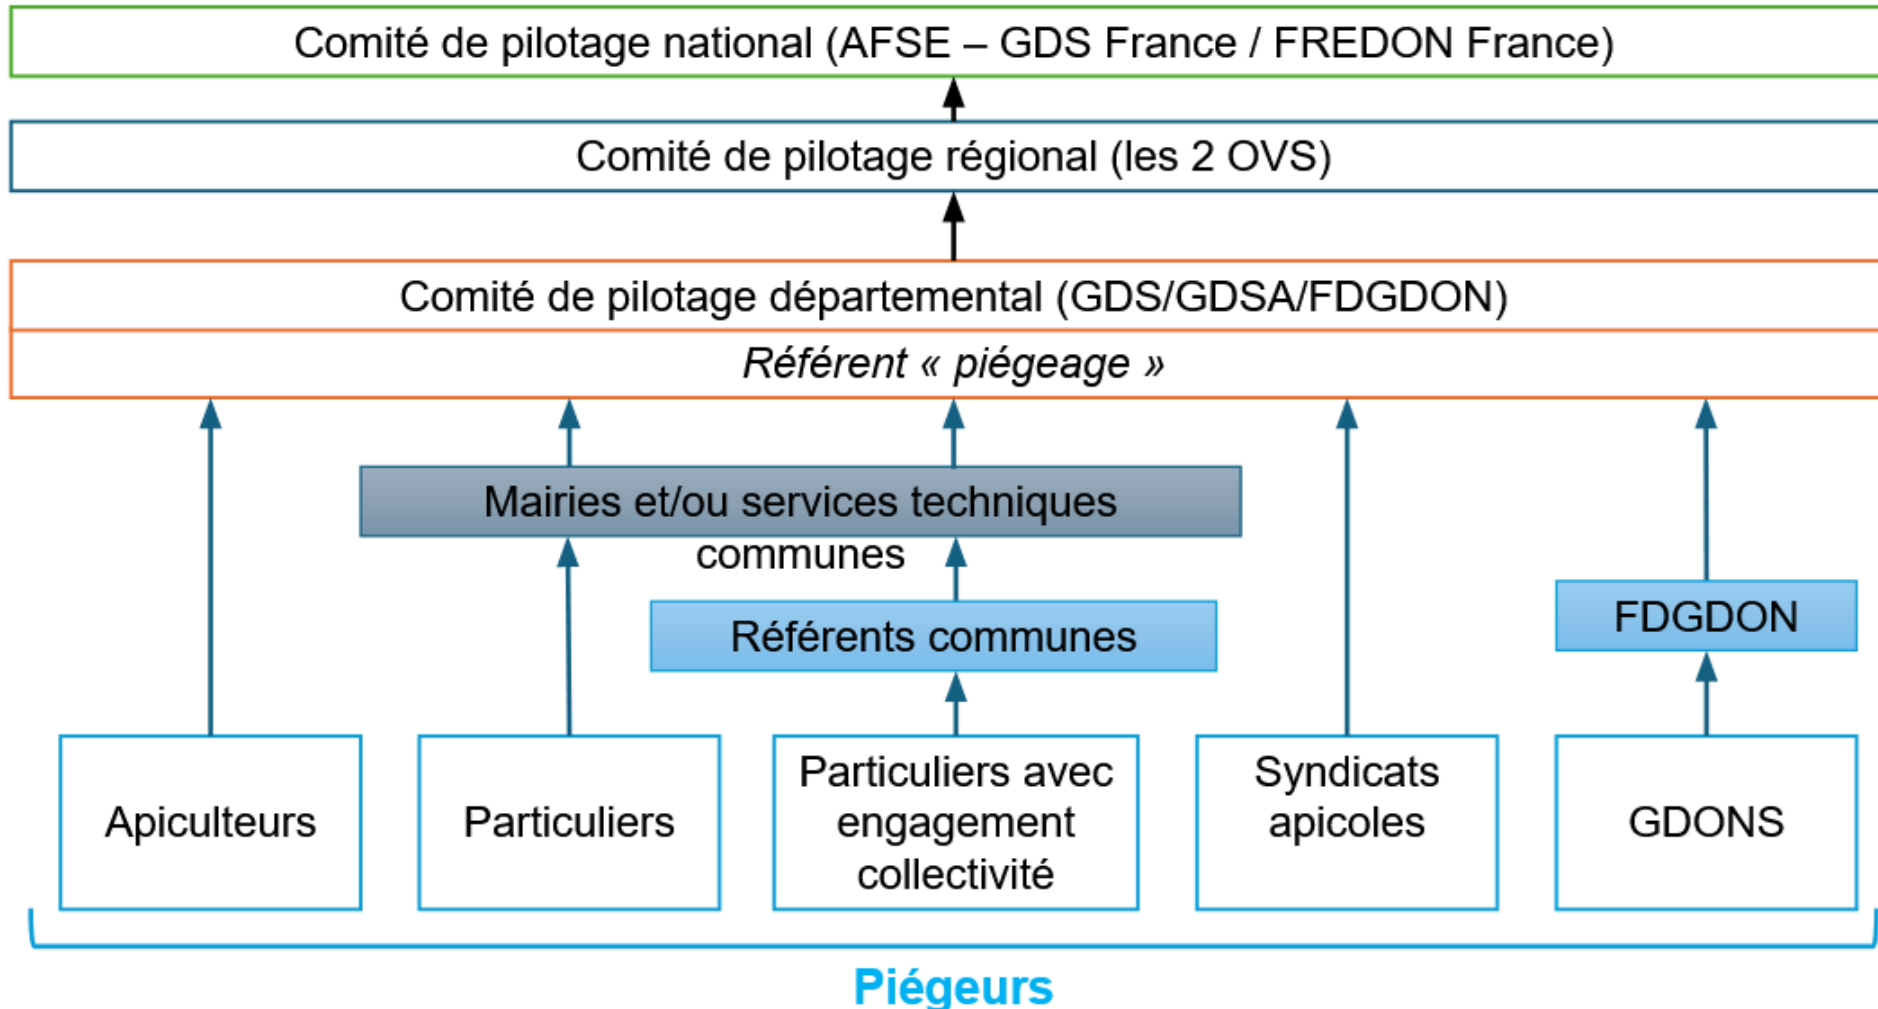 Comité de pilotage national (AFSE – GDS France / FREDON France)
Comité de pilotage régional (les 2 OVS)
Comité de pilotage départemental (GDS/GDSA/FDGDON)
Référent « piégeage »
Mairies et/ou services techniques
communes
Référents communes
FDGDON
Apiculteurs
Particuliers
Particuliers avec
engagement
collectivité
Syndicats
apicoles
GDONS
Piégeurs